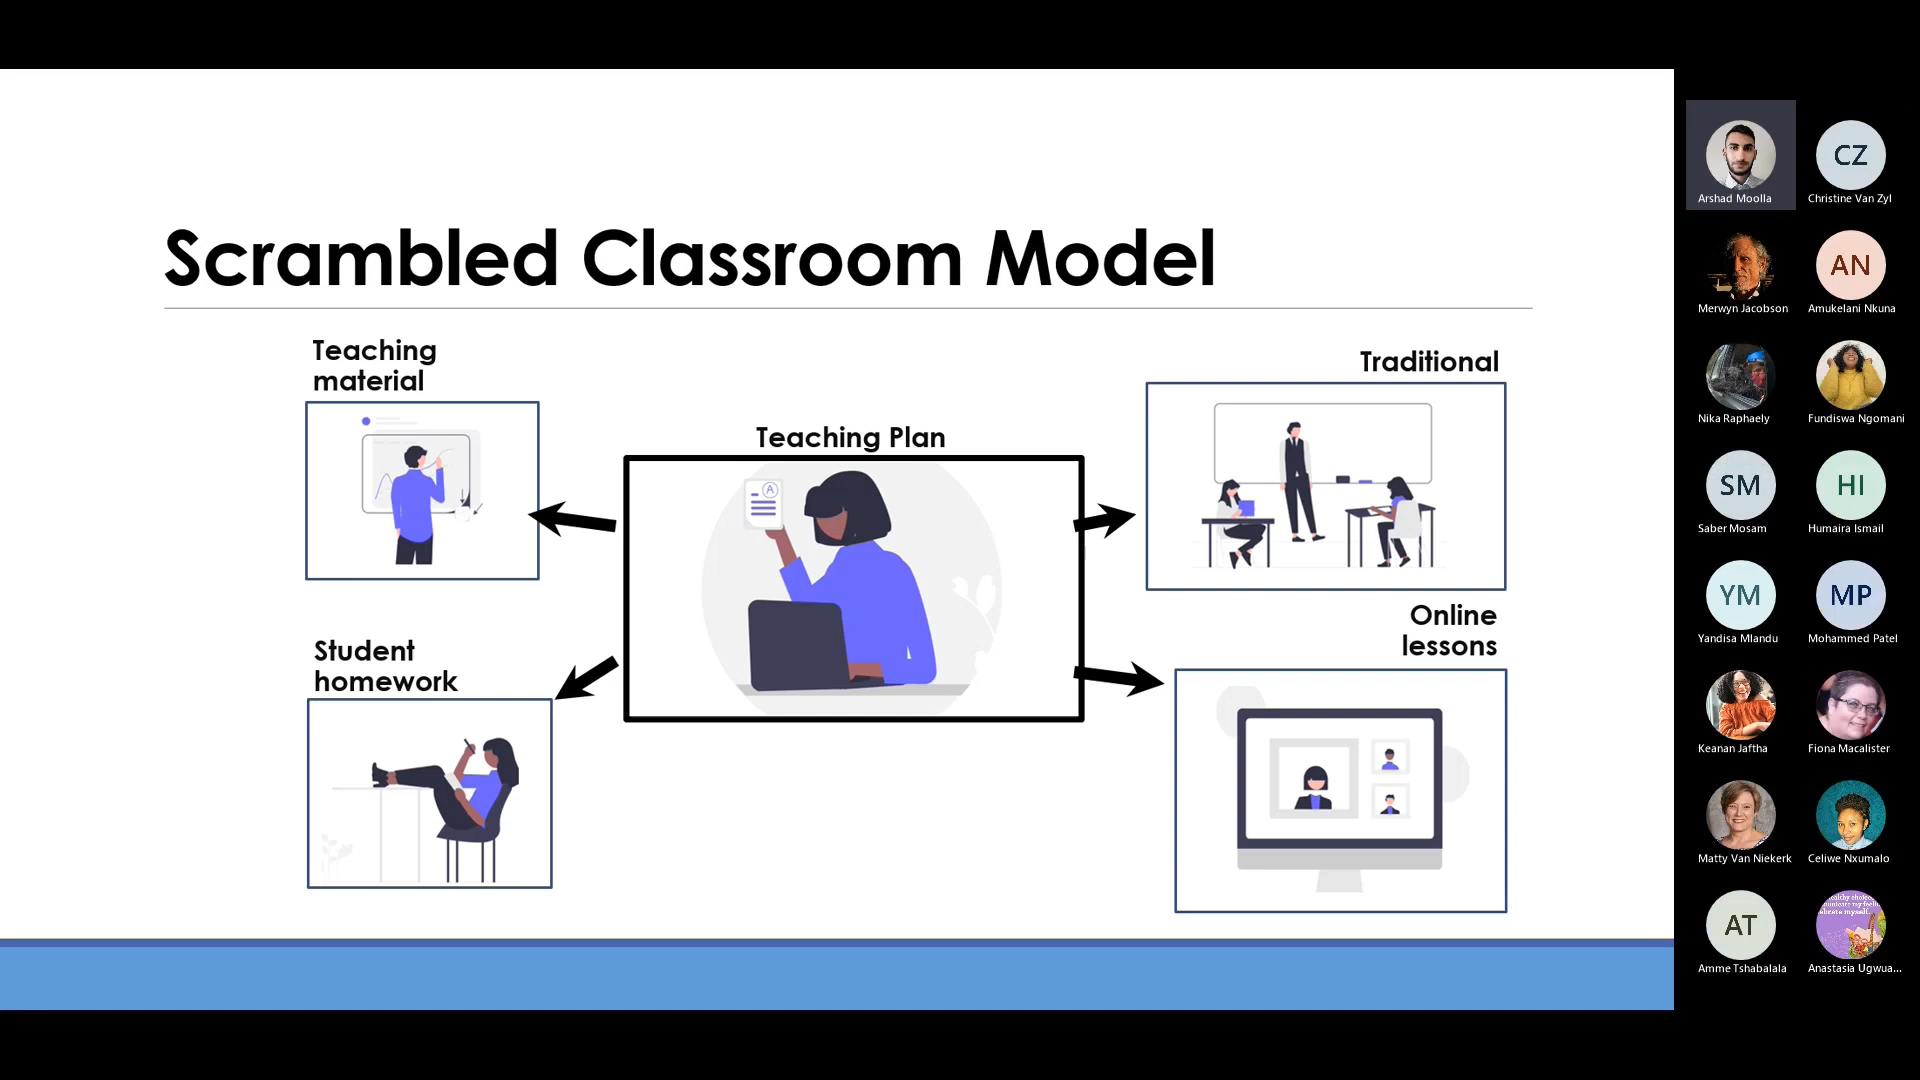 Scrambled Classroom Model
Teaching
material
Teaching Plan
A
Traditional
Student
homework
Online
lessons
Arshad Moolla
CZ
Christine Van Zyl
Merwyn Jacobson
AN
Amukelani Nkuna
Nika Raphaely
Fundiswa Ngomani
SM
Saber Mosam
HI
Humaira Ismail
YM
Yandisa Mlandu
MP
Mohammed Patel
Keanan Jaftha
Fiona Macalister
Matty Van Niekerk
Celiwe Nxumalo
AT
Amme Tshabalala
Anastasia Ugwua...